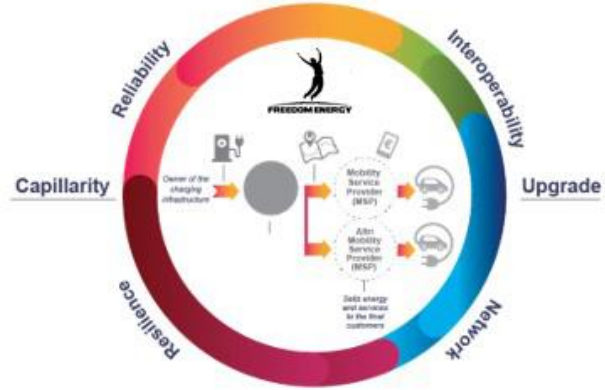 Reliability
Interoperability
FREEDOM ENERGY
€
Owner of the
charging
infrastructure
Mobility
Service
Provider
(MSP)
Capillarity
Upgrade
Altri
Mobility
Service
Provider
(MSP)
Sells energy
and services
to the final
customers
Resilience
Network